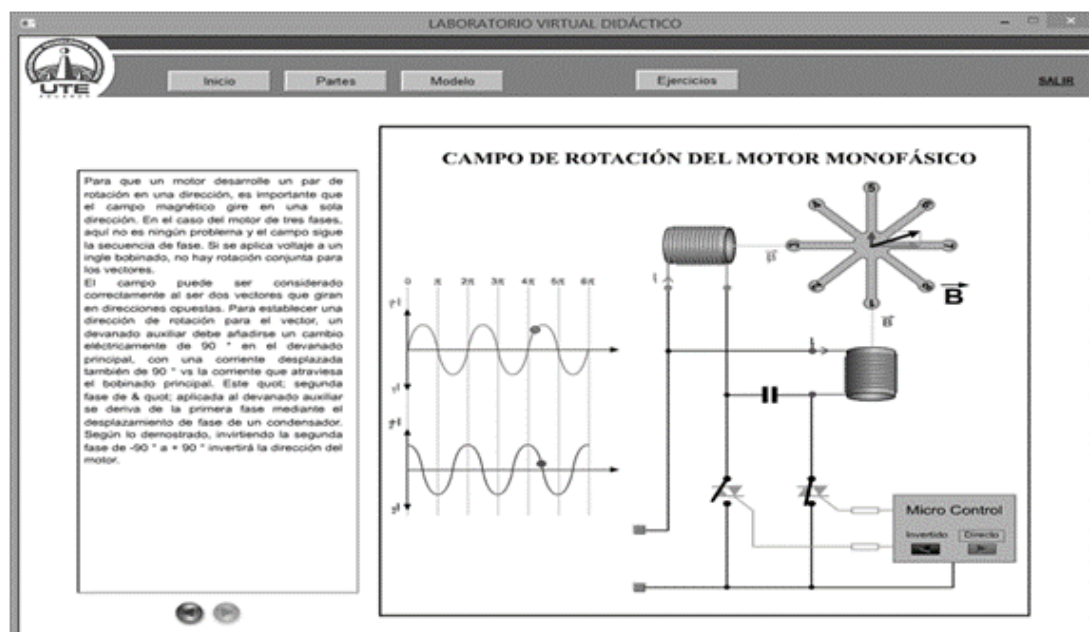 LABORATORIO VIRTUAL DIDÁCTICO
UTE
Inicio
Partes
Modelo
Ejercicios
SALIR
Para que un motor desarrolle un par de
rotación en una dirección, es importante que
el campo magnético gire en una sola
dirección. En el caso del motor de tres fases,
aquí no es ningún problema y el campo sigue
la secuencia de fase. Si se aplica voltaje a un
ingle bobinado, no hay rotación conjunta para
los vectores.
El campo puede ser considerado
correctamente al ser dos vectores que giran
en direcciones opuestas. Para establecer una
dirección de rotación para el vector, un
devanado auxiliar debe añadirse un cambio
eléctricamente de 90 ° en el devanado
principal, con una corriente desplazada
también de 90 ° vs la corriente que atraviesa
el bobinado principal. Este quot; segunda
fase de & quot; aplicada al devanado auxiliar
se deriva de la primera fase mediante el
desplazamiento de fase de un condensador.
Según lo demostrado, invirtiendo la segunda
fase de -90 ° a + 90 ° invertirá la dirección del
motor.
CAMPO DE ROTACIÓN DEL MOTOR MONOFÁSICO
0 π 2π 3π 4π 5π 6π
B
B
Micro Control
Invertido Directo